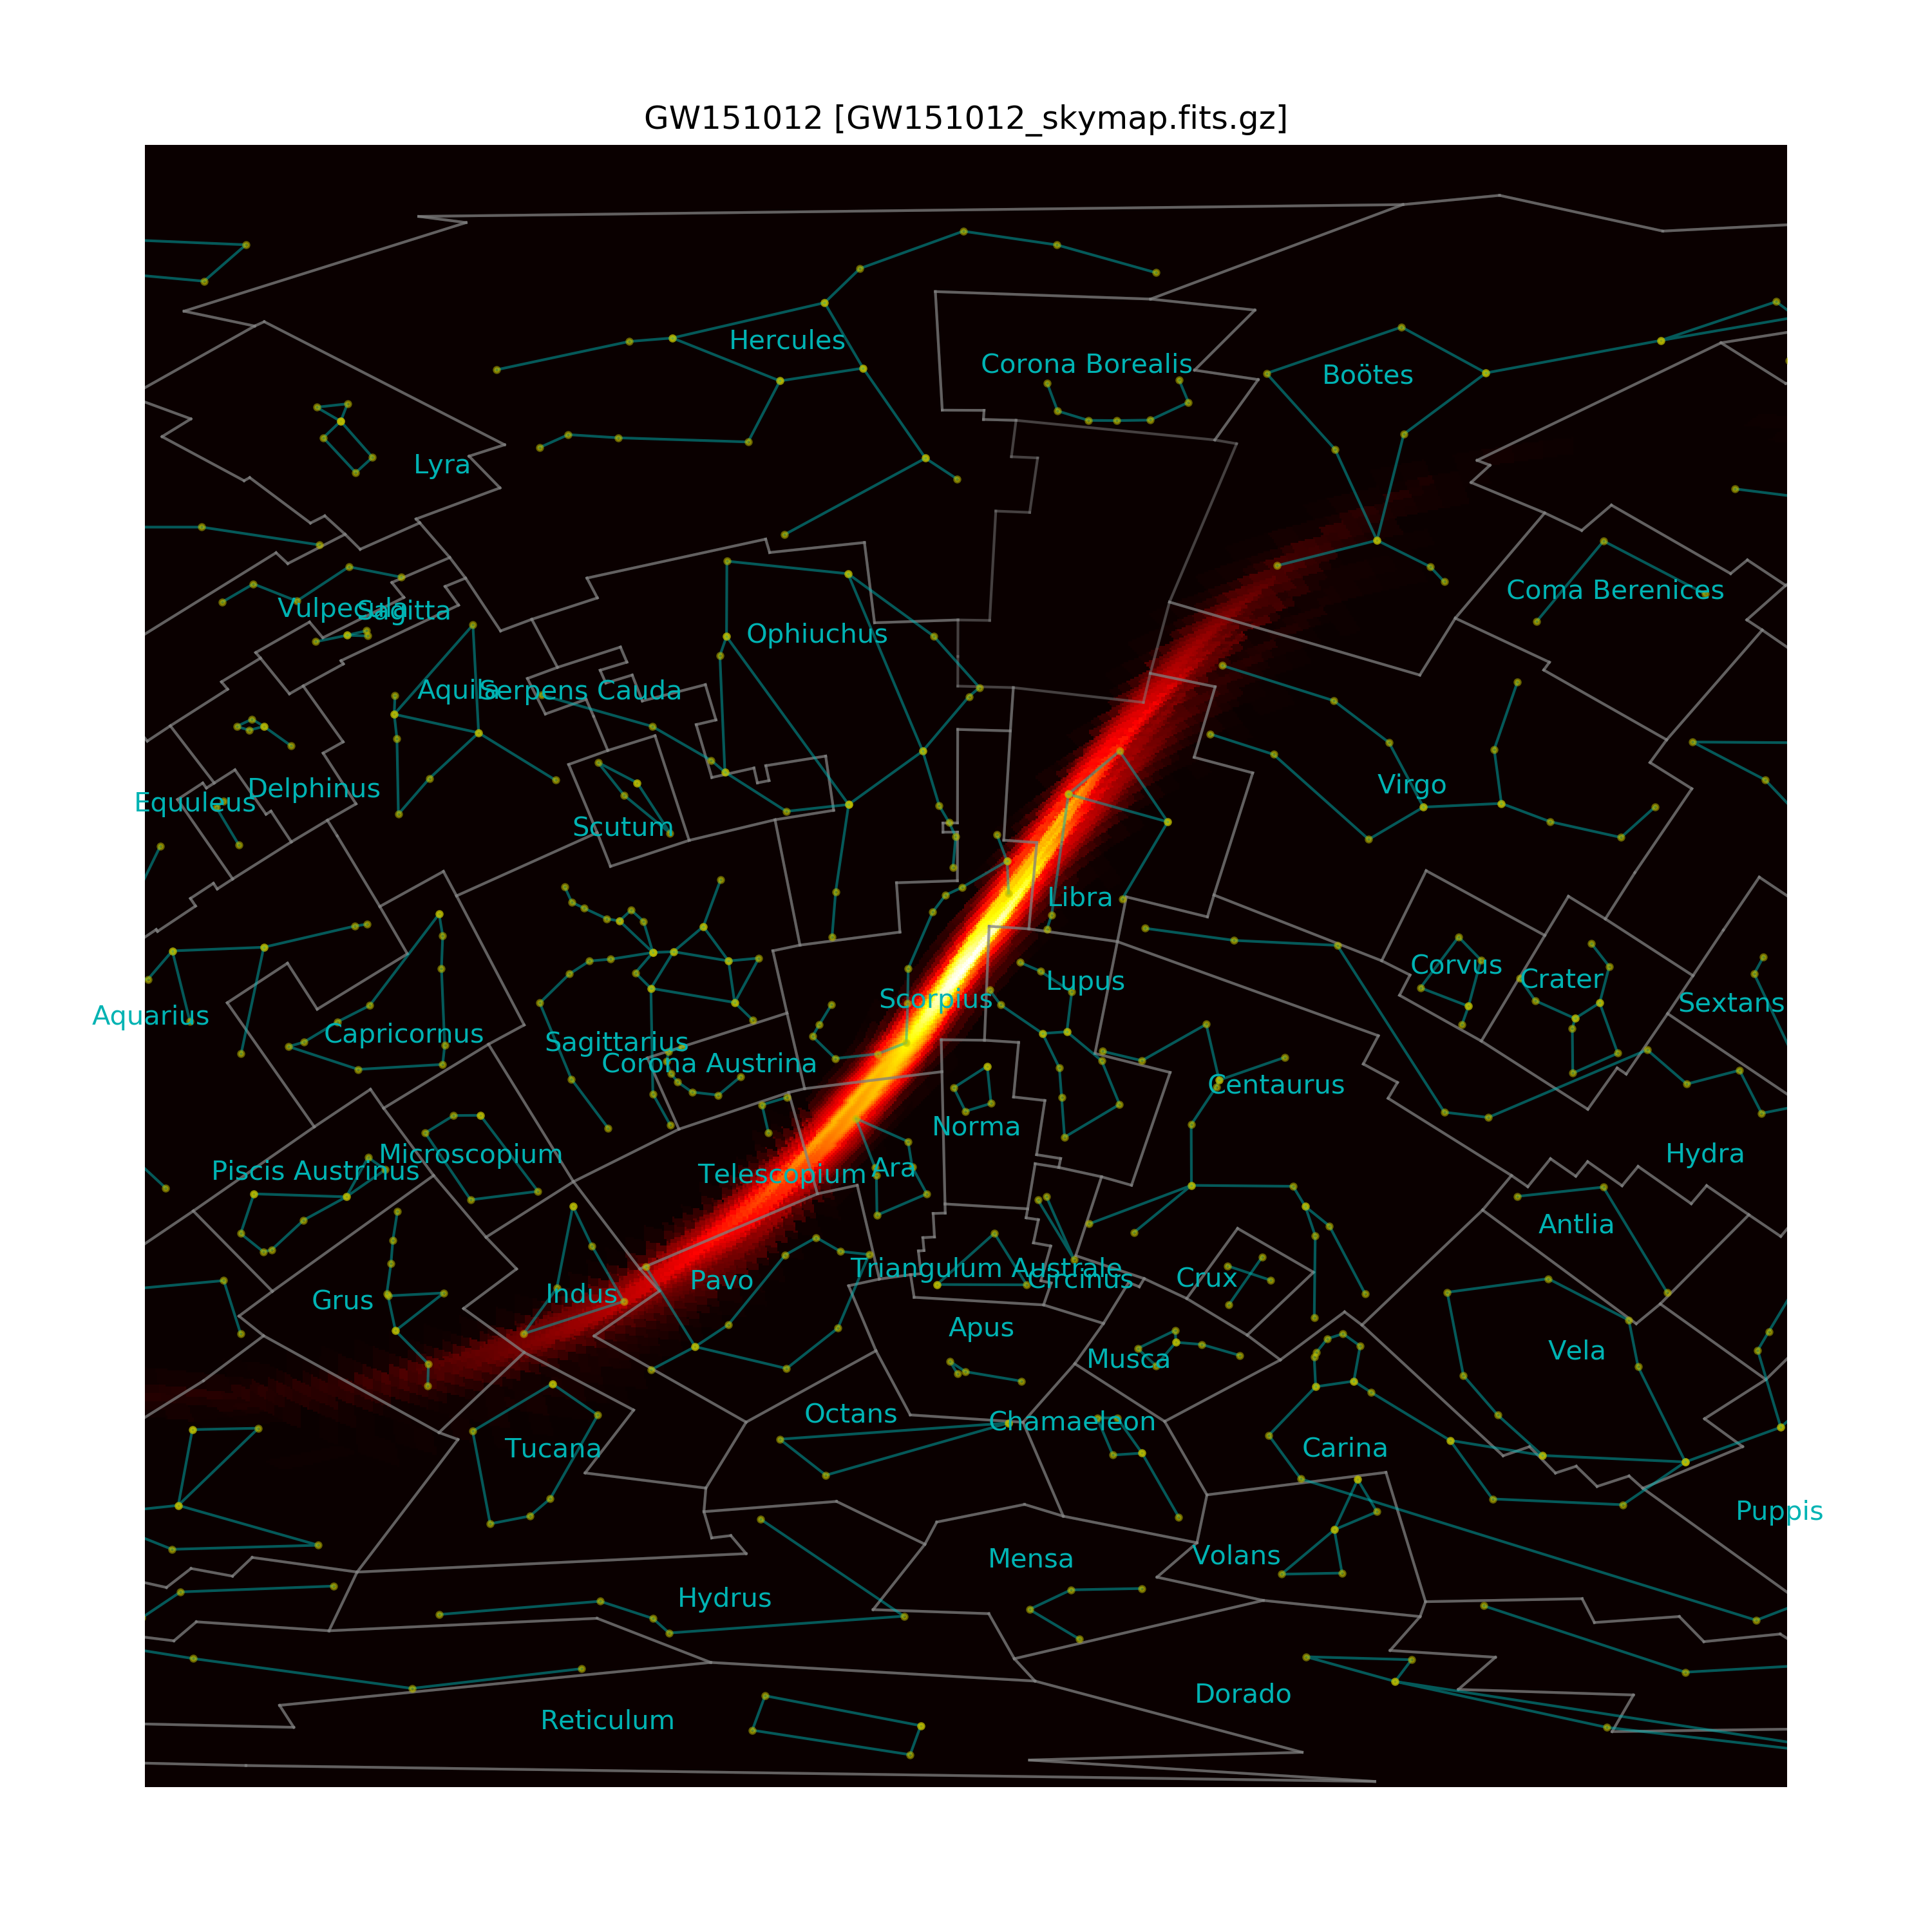 GW151012 [GW151012_skymap.fits.gz]
Hercules
Corona Borealis
Boötes
Lyra
Coma Berenices
Vulpecula
Sagitta
Ophiuchus
Aquila
Serpens Cauda
Virgo
Delphinus
Equuleus
Scutum
Libra
Corvus
Crater
Lupus
Scorpius
Sextans
Aquarius
Capricornus
Sagittarius
Corona Austrina
Centaurus
Norma
Microscopium
Hydra
Piscis Austrinus
Telescopium
Ara
Antlia
Triangulum Australe
Circinus
Crux
Pavo
Indus
Grus
Apus
Vela
Musca
Octans
Chamaeleon
Tucana
Carina
Puppis
Volans
Mensa
Hydrus
Dorado
Reticulum